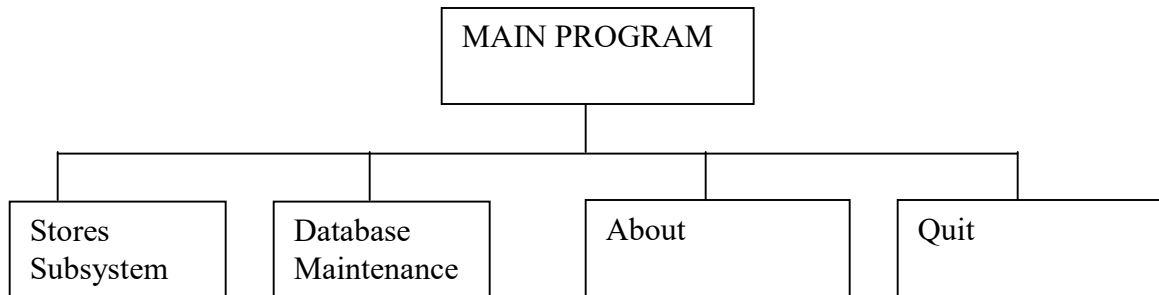 MAIN PROGRAM
Stores
Subsystem
Database
Maintenance
About
Quit